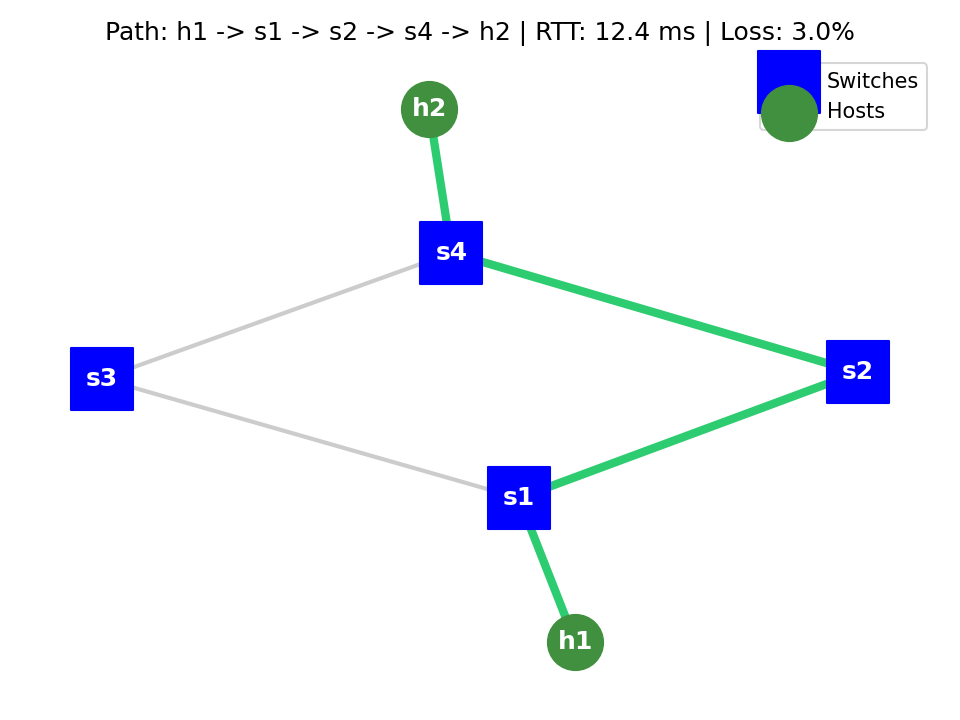 Path: h1 -> s1 -> s2 -> s4 -> h2 | RTT: 12.4 ms | Loss: 3.0%
Switches
Hosts
h2
s4
s2
s3
s1
h1